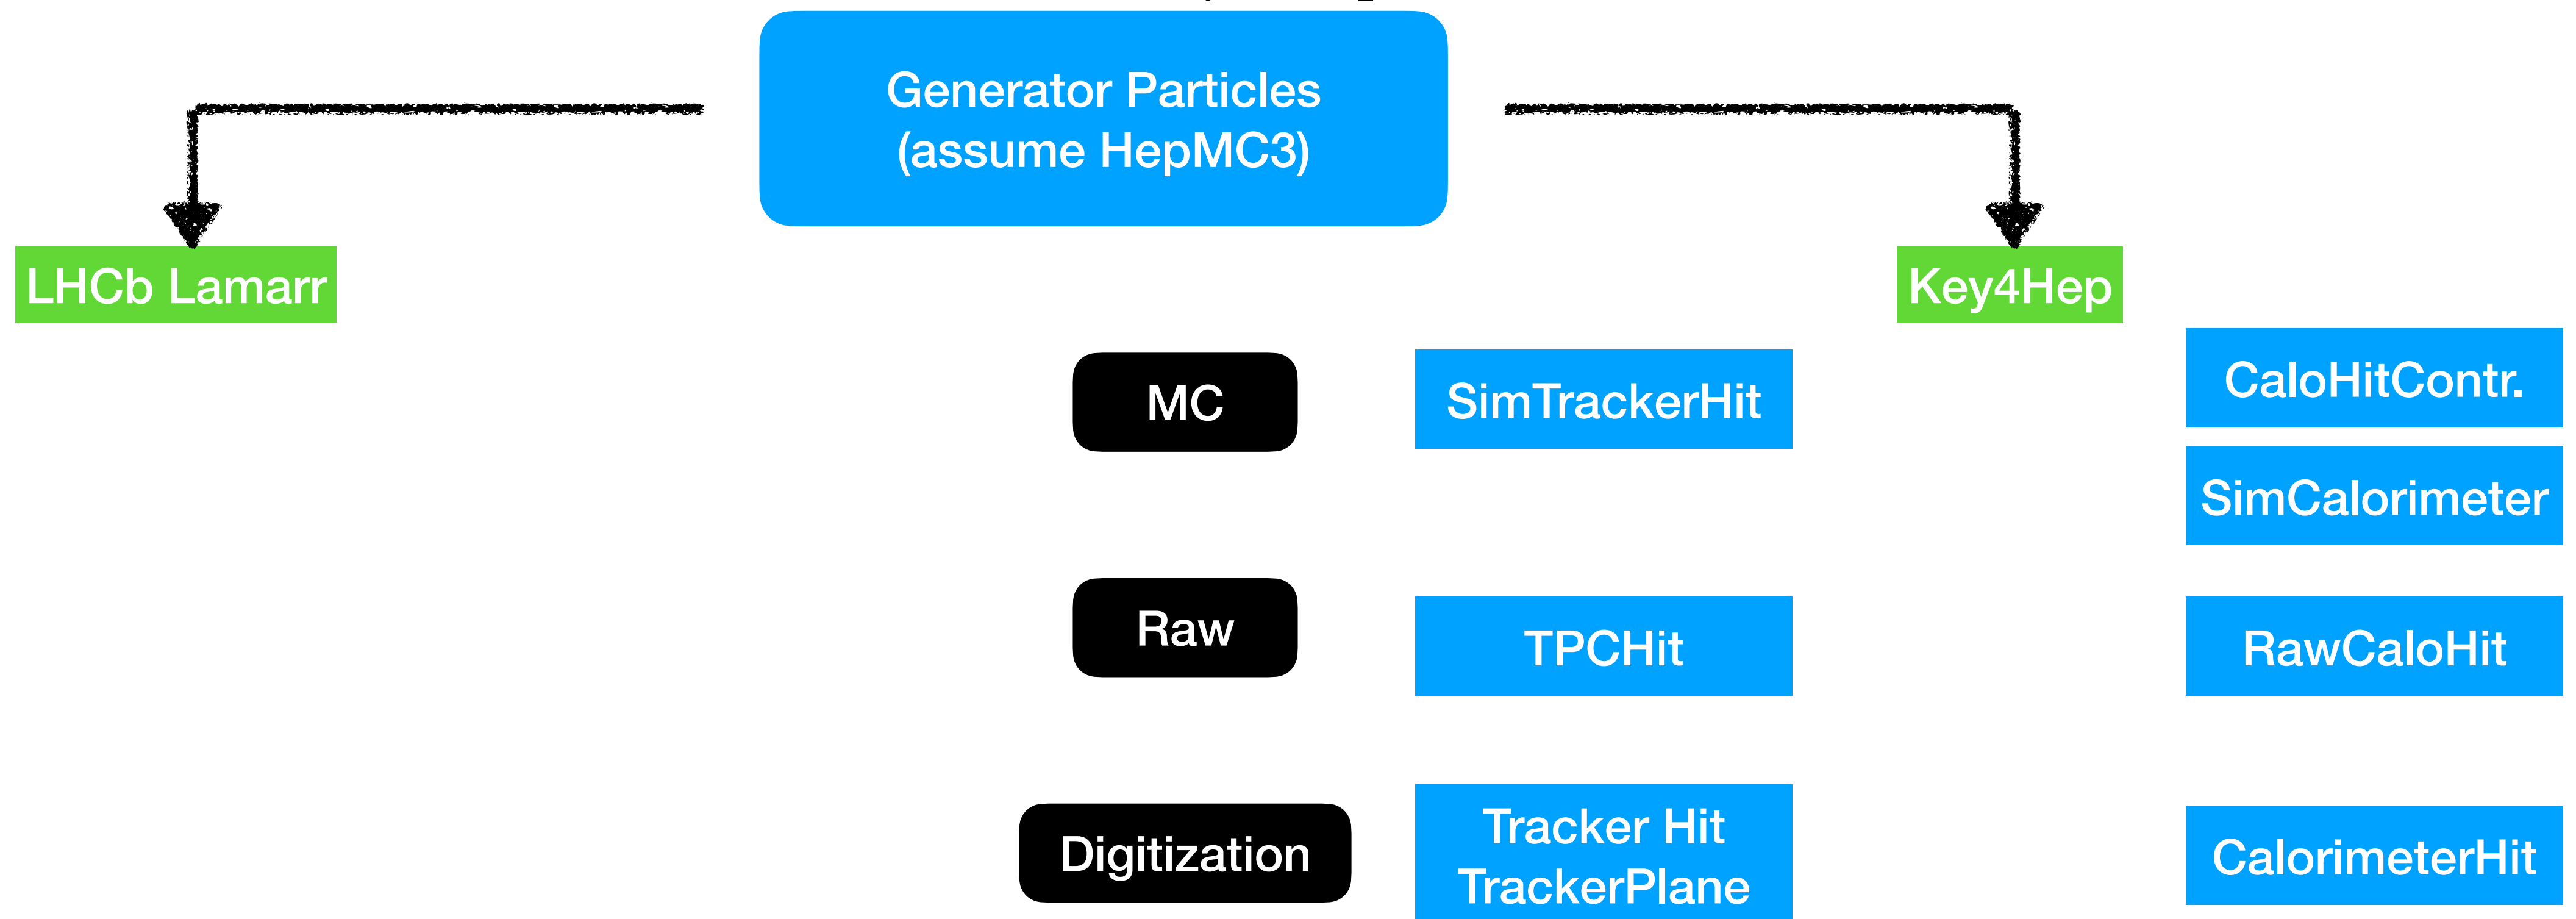 Generator Particles
(assume HepMC3)
LHCb Lamarr
Key4Hep
MC
SimTrackerHit
CaloHitContr.
SimCalorimeter
Raw
TPCHit
RawCaloHit
Digitization
Tracker Hit
TrackerPlane
CalorimeterHit